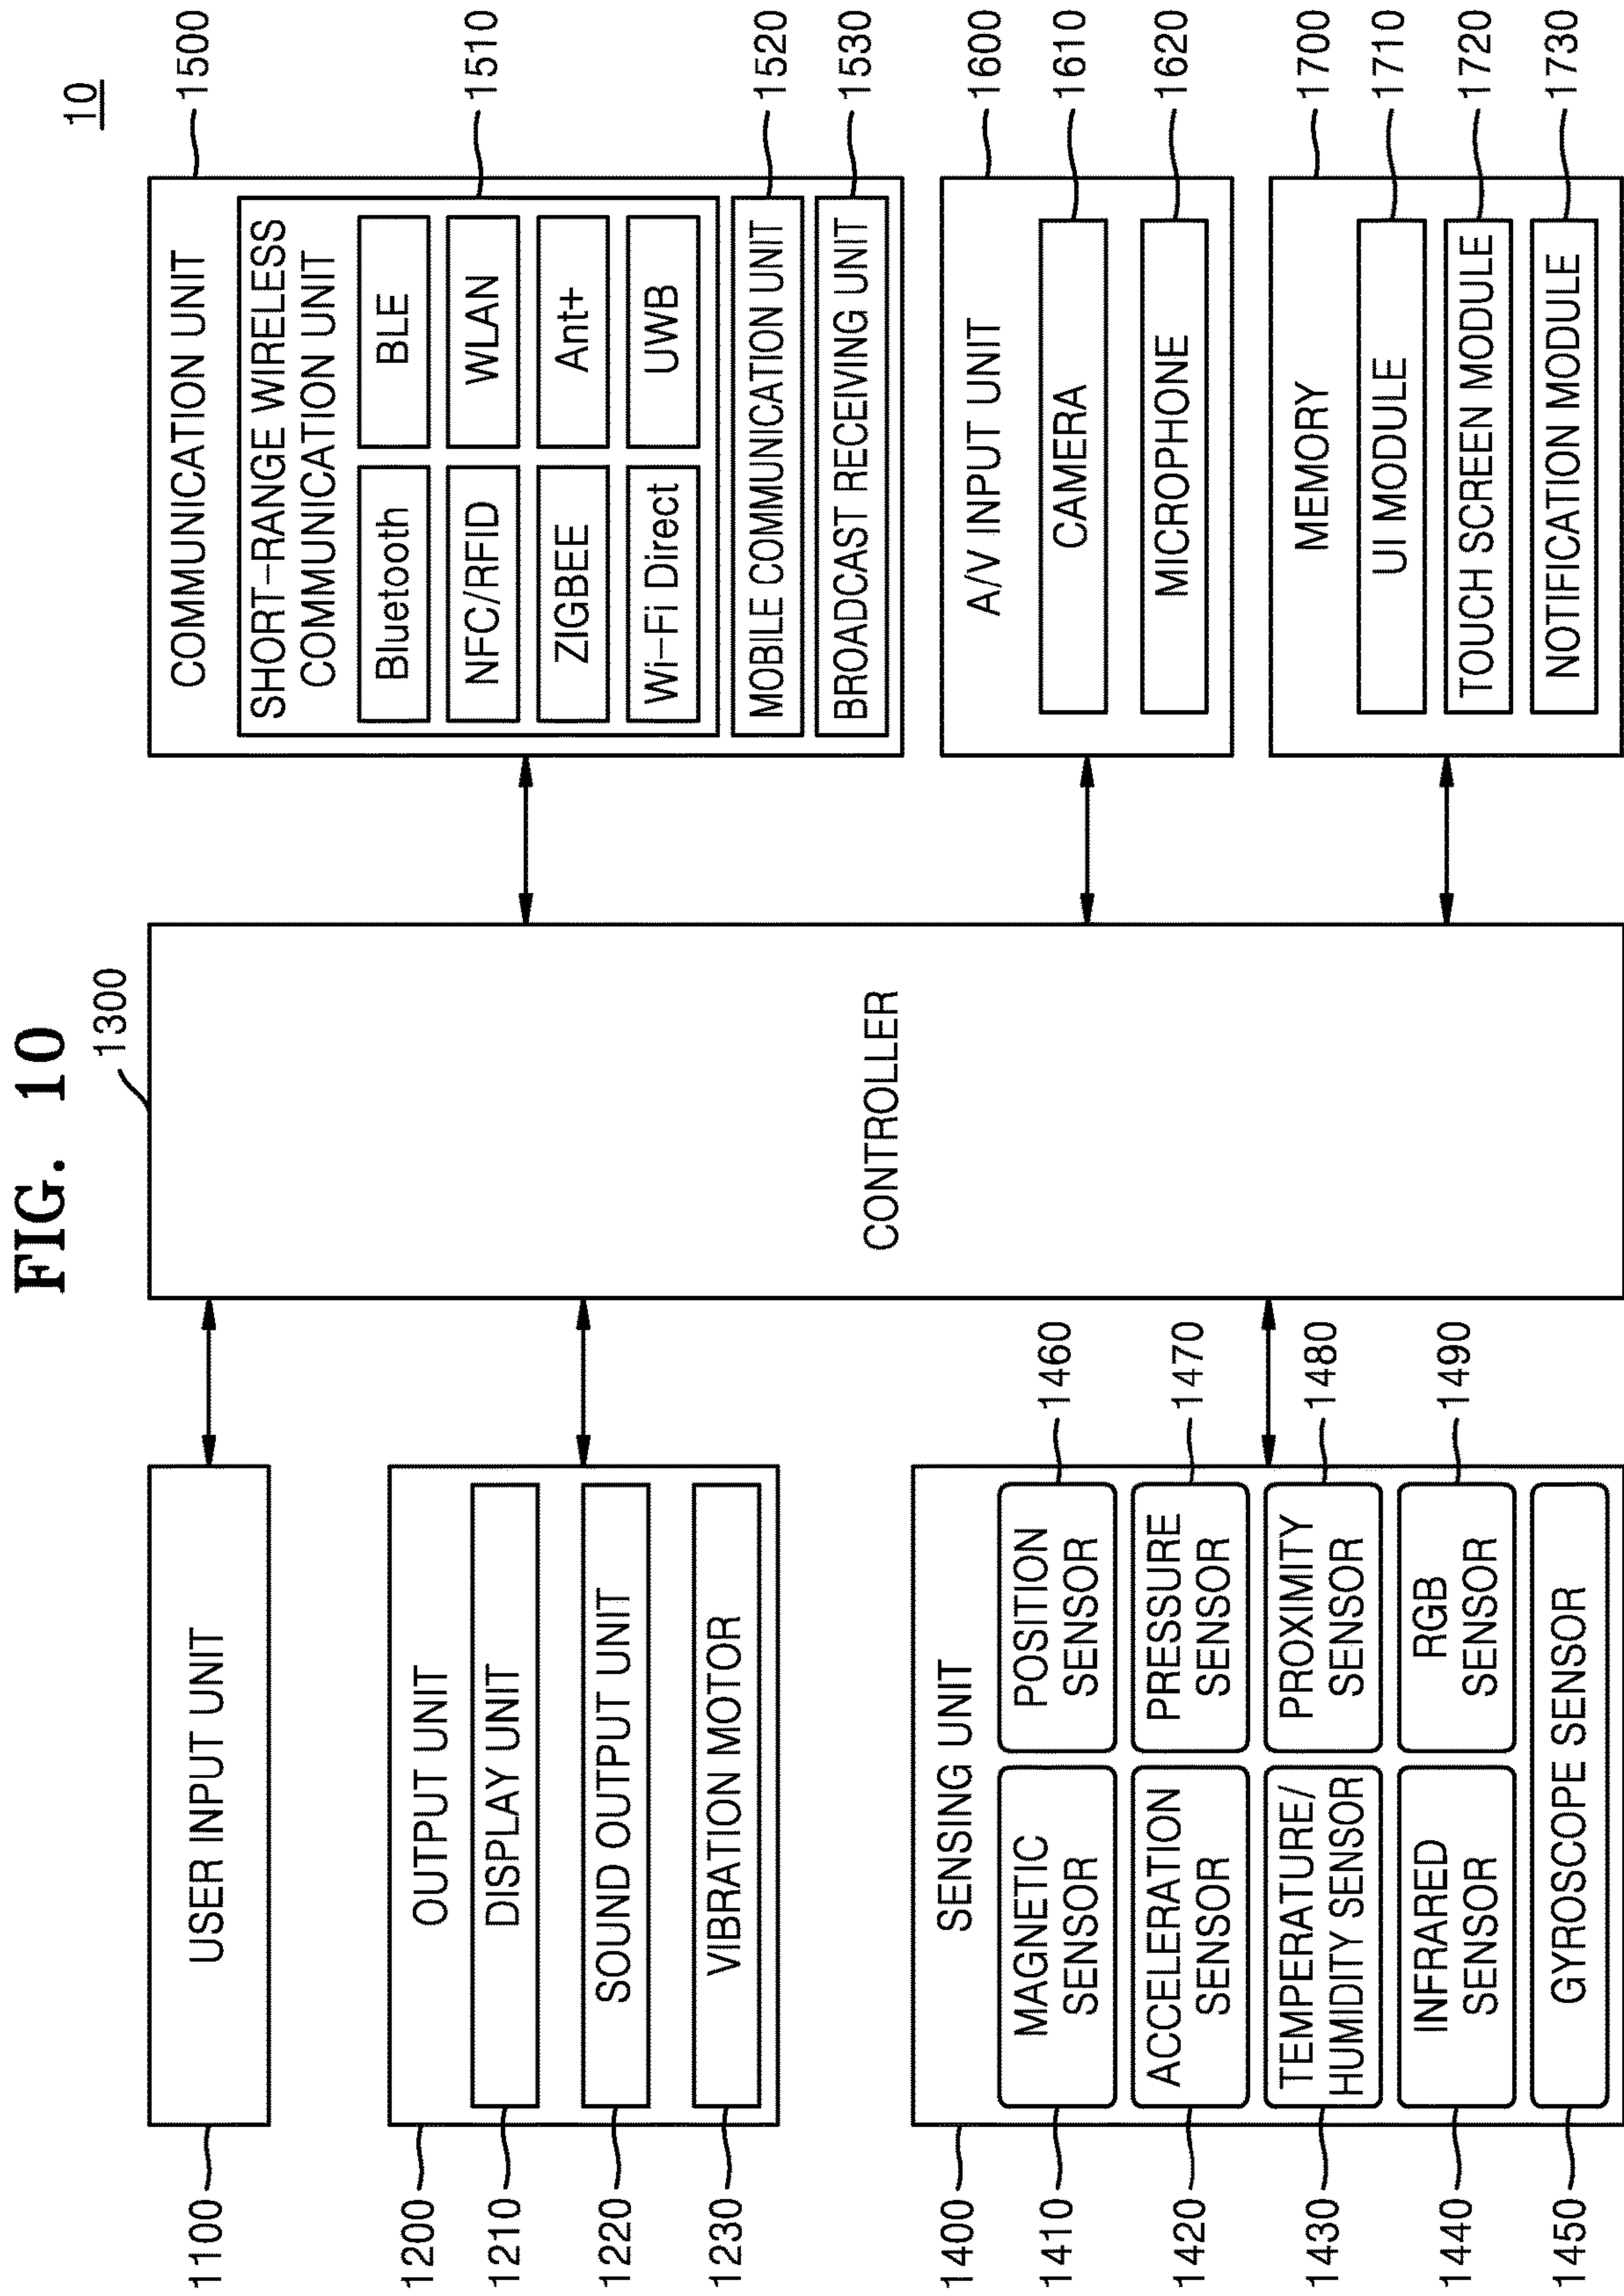 FIG. 10
10
1100
USER INPUT UNIT
1200
OUTPUT UNIT
1210
DISPLAY UNIT
1220
SOUND OUTPUT UNIT
1230
VIBRATION MOTOR
1400
SENSING UNIT
1410
MAGNETIC
SENSOR
POSITION
SENSOR
1460
1420
ACCELERATION
SENSOR
PRESSURE
SENSOR
1470
1430
TEMPERATURE/
HUMIDITY SENSOR
PROXIMITY
SENSOR
1480
1440
INFRARED
SENSOR
RGB
SENSOR
1490
1450
GYROSCOPE SENSOR
1300
CONTROLLER
COMMUNICATION UNIT
1500
SHORT-RANGE WIRELESS
COMMUNICATION UNIT
1510
Bluetooth
BLE
NFC/RFID
WLAN
ZIGBEE
Ant+
Wi-Fi Direct
UWB
MOBILE COMMUNICATION UNIT
1520
BROADCAST RECEIVING UNIT
1530
A/V INPUT UNIT
1600
CAMERA
1610
MICROPHONE
1620
MEMORY
1700
UI MODULE
1710
TOUCH SCREEN MODULE
1720
NOTIFICATION MODULE
1730